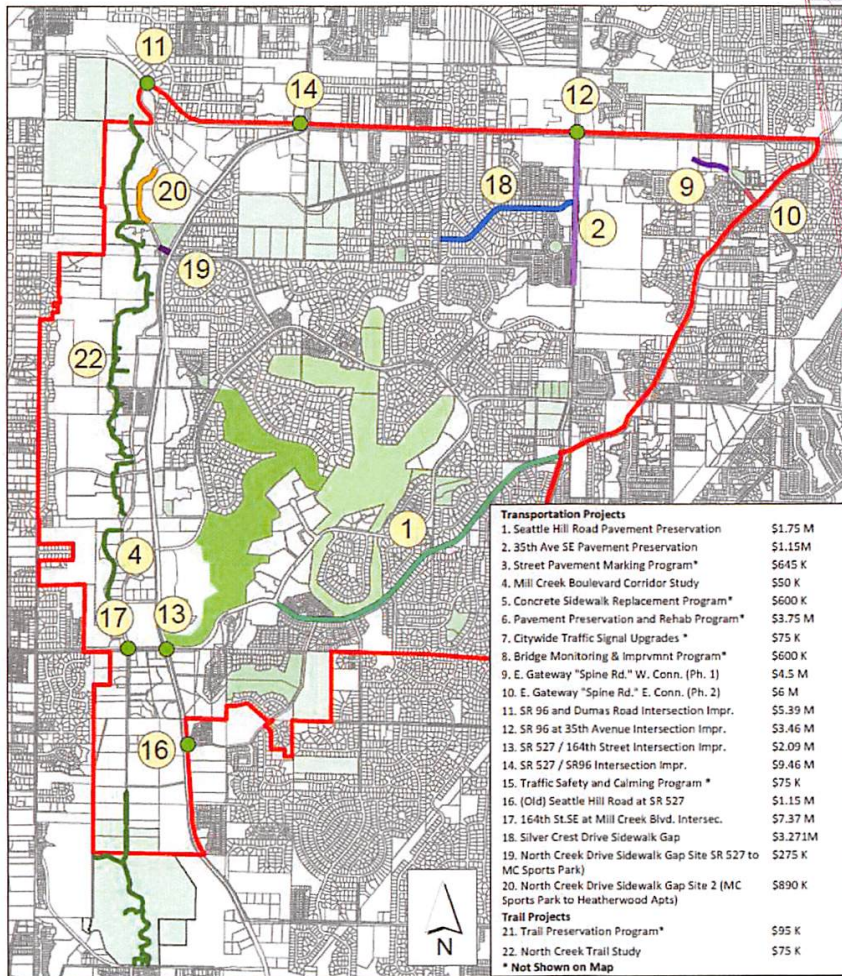 11
14
12
20
18
9
19
2
10
22
1
4
17
13
16
N
Transportation Projects
1. Seattle Hill Road Pavement Preservation $1.75 M
2. 35th Ave SE Pavement Preservation $1.15M
3. Street Pavement Marking Program* $645 K
4. Mill Creek Boulevard Corridor Study $50 K
5. Concrete Sidewalk Replacement Program* $600 K
6. Pavement Preservation and Rehab Program* $3.75 M
7. Citywide Traffic Signal Upgrades * $75 K
8. Bridge Monitoring & Imprvmnt Program* $600 K
9. E. Gateway "Spine Rd." W. Conn. (Ph. 1) $4.5 M
10. E. Gateway "Spine Rd." E. Conn. (Ph. 2) $6 M
11. SR 96 and Dumas Road Intersection Impr. $5.39 M
12. SR 96 at 35th Avenue Intersection Impr. $3.46 M
13. SR 527 / 164th Street Intersection Impr. $2.09 M
14. SR 527 / SR96 Intersection Impr. $9.46 M
15. Traffic Safety and Calming Program * $75 K
16. (Old) Seattle Hill Road at SR 527 $1.15 M
17. 164th St.SE at Mill Creek Blvd. Intersec. $7.37 M
18. Silver Crest Drive Sidewalk Gap $3.271M
19. North Creek Drive Sidewalk Gap Site SR 527 to $275 K
MC Sports Park)
20. North Creek Drive Sidewalk Gap Site 2 (MC $890 K
Sports Park to Heatherwood Apts)
Trail Projects
21. Trail Preservation Program* $95 K
22. North Creek Trail Study $75 K
* Not Shown on Map